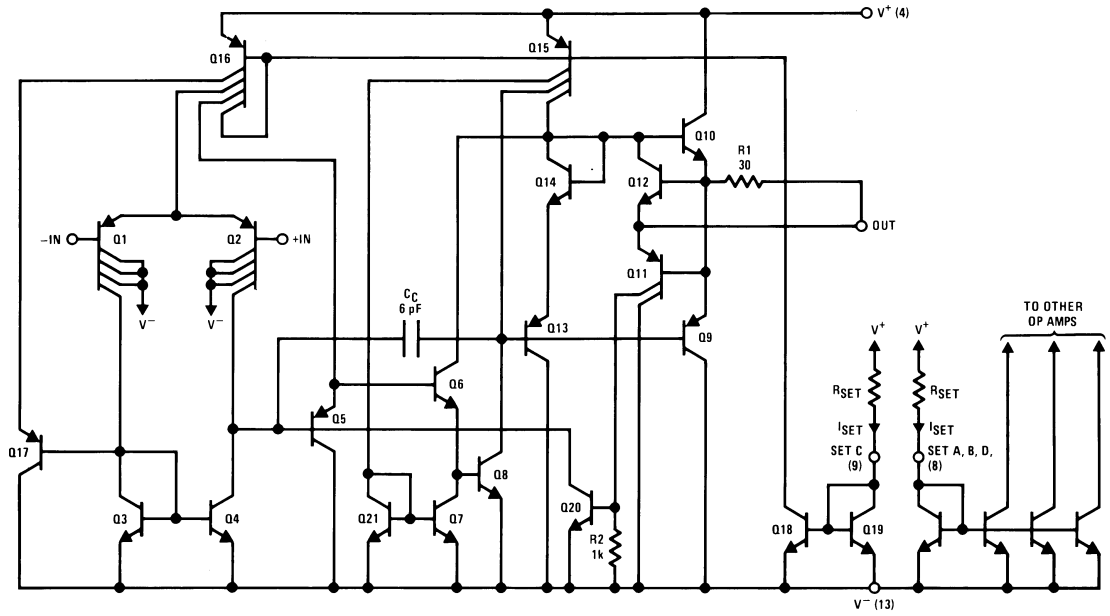 V+ (4)
Q16
Q15
Q10
R1
30
Q14
Q12
Q1
Q2
-IN
+IN
OUT
Q11
V−
V−
CC
6 pF
TO OTHER
OP AMPS
Q13
Q9
V+
V+
Q6
RSET
RSET
Q5
ISET
ISET
Q17
SET C
(9)
SET A, B, D,
(8)
Q8
Q3
Q4
Q21
Q7
Q20
R2
1k
Q18
Q19
V− (13)